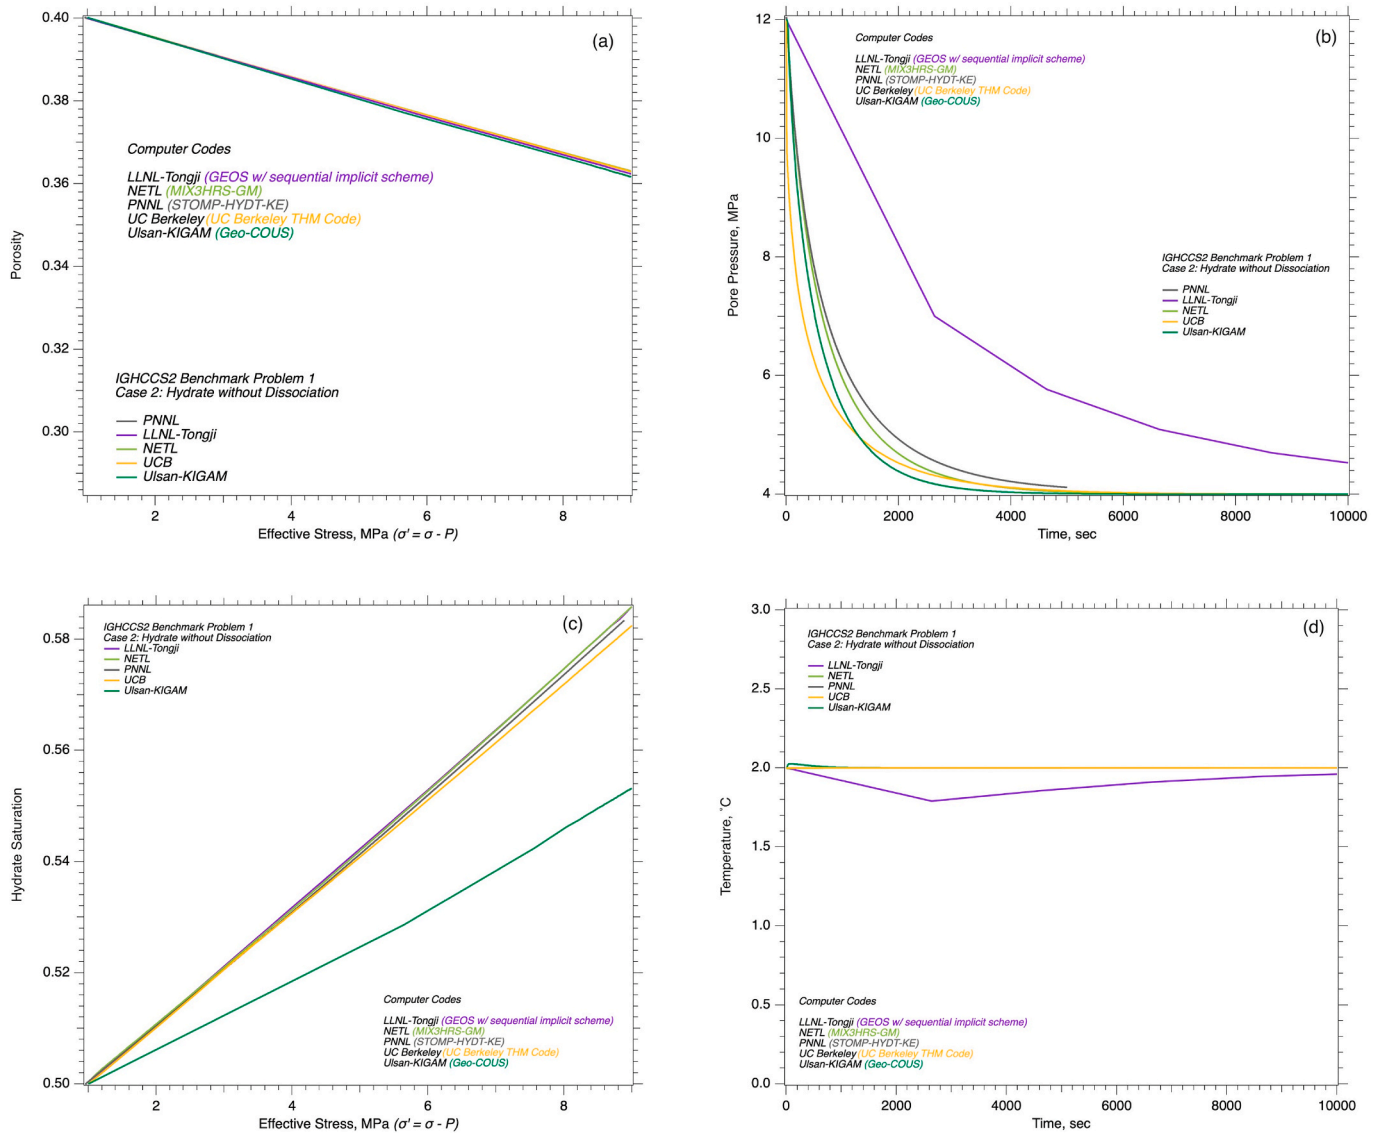 0.40
0.38
0.36
0.34
0.32
0.30
Porosity
(a)
Computer Codes
LLNL-Tongji (GEOS w/ sequential implicit scheme)
NETL (MIX3HRS-GM)
PNNL (STOMP-HYDT-KE)
UC Berkeley (UC Berkeley THM Code)
Ulsan-KIGAM (Geo-COUS)
IGHCCS2 Benchmark Problem 1
Case 2: Hydrate without Dissociation
PNNL
LLNL-Tongji
NETL
UCB
Ulsan-KIGAM
2 4 6 8
Effective Stress, MPa (σ' = σ - P)
12
10
8
6
4
Pore Pressure, MPa
(b)
Computer Codes
LLNL-Tongji (GEOS w/ sequential implicit scheme)
NETL (MIX3HRS-GM)
PNNL (STOMP-HYDT-KE)
UC Berkeley (UC Berkeley THM Code)
Ulsan-KIGAM (Geo-COUS)
IGHCCS2 Benchmark Problem 1
Case 2: Hydrate without Dissociation
PNNL
LLNL-Tongji
NETL
UCB
Ulsan-KIGAM
0 2000 4000 6000 8000 10000
Time, sec
0.58
0.56
0.54
0.52
0.50
Hydrate Saturation
(c)
IGHCCS2 Benchmark Problem 1
Case 2: Hydrate without Dissociation
LLNL-Tongji
NETL
PNNL
UCB
Ulsan-KIGAM
Computer Codes
LLNL-Tongji (GEOS w/ sequential implicit scheme)
NETL (MIX3HRS-GM)
PNNL (STOMP-HYDT-KE)
UC Berkeley (UC Berkeley THM Code)
Ulsan-KIGAM (Geo-COUS)
2 4 6 8
Effective Stress, MPa (σ' = σ - P)
3.0
2.5
2.0
1.5
1.0
0.5
0.0
Temperature, ˚C
(d)
IGHCCS2 Benchmark Problem 1
Case 2: Hydrate without Dissociation
LLNL-Tongji
NETL
PNNL
UCB
Ulsan-KIGAM
Computer Codes
LLNL-Tongji (GEOS w/ sequential implicit scheme)
NETL (MIX3HRS-GM)
PNNL (STOMP-HYDT-KE)
UC Berkeley (UC Berkeley THM Code)
Ulsan-KIGAM (Geo-COUS)
0 2000 4000 6000 8000 10000
Time, sec